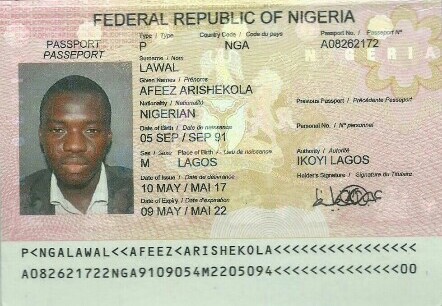 FEDERAL REPUBLIC OF NIGERIA
PASSPORT
PASSEPORT
Type / Type
Country Code / Code du pays
Passport No. / Passeport N°
P
NGA
A08262172
Surname / Nom
LAWAL
Given Names / Prénoms
AFEEZ ARISHEKOLA
Nationality / Nationalité
Previous Passport / Précédente Passeport
NIGERIAN
Date of Birth / Date de naissance
Personal No. / N° personnel
05 SEP / SEP 91
Sex / Sexe
Place of Birth / Lieu de naissance
Authority / Autorité
M
LAGOS
IKOYI LAGOS
Date of Issue / Date de délivrance
Holder's Signature / Signature du Titulaire
10 MAY / MAI 17
Date of Expiry / Date d'expiration
09 MAY / MAI 22
P<NGALAWAL<<AFEEZ<ARISHEKOLA<<<<<<<<<<<<<<<<
A082621722NGA9109054M2205094<<<<<<<<<<<<<<00